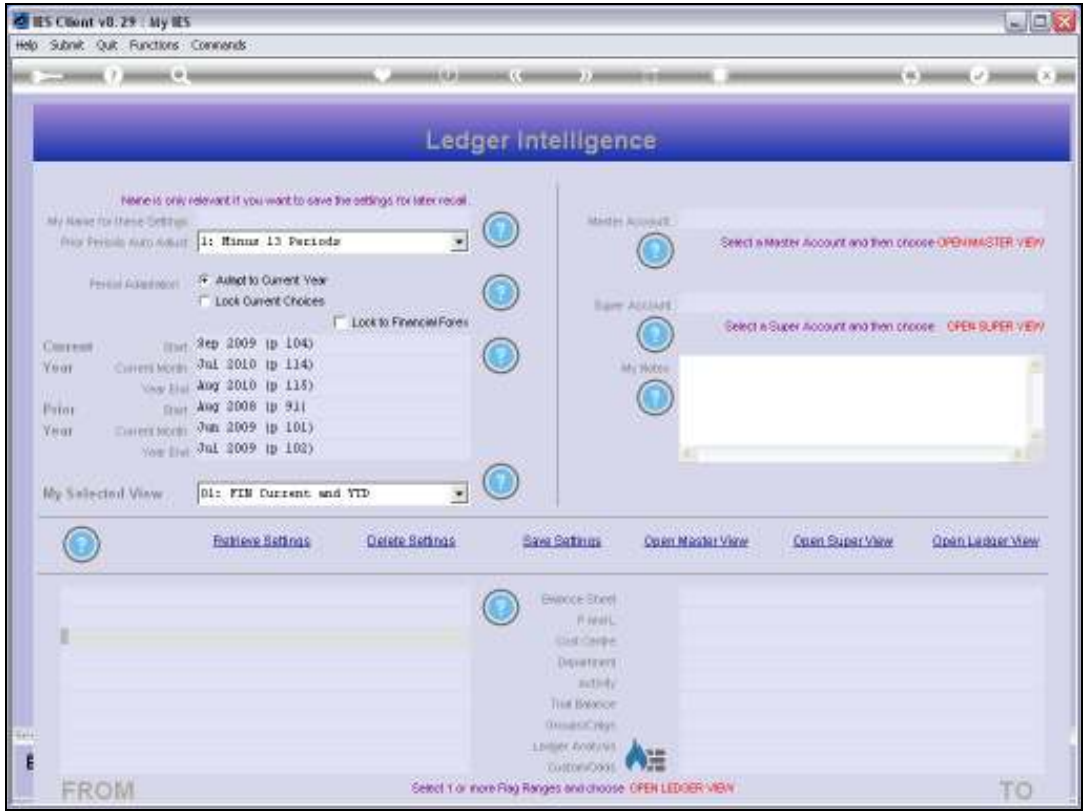 IES Client v8.29 : My IES
Help Submit Quit Functions Commands
Ledger Intelligence
Name is only relevant if you want to save the settings for later recall.
My Name for these Settings
Prior Periods Auto Adjust 1: Minus 13 Periods
Period Adaptation Adapt to Current Year
Lock Current Choices
Lock to Financial Forex
Current Start Sep 2009 (p 104)
Year Current Month Jul 2010 (p 114)
Year End Aug 2010 (p 115)
Prior Start Aug 2008 (p 91)
Year Current Month Jun 2009 (p 101)
Year End Jul 2009 (p 102)
My Selected View 01: FIN Current and YTD
Master Account
Select a Master Account and then choose OPEN MASTER VIEW
Super Account
Select a Super Account and then choose OPEN SUPER VIEW
My Notes
Retrieve Settings Delete Settings Save Settings Open Master View Open Super View Open Ledger View
Balance Sheet
P and L
Cost Centre
Department
Activity
Trial Balance
Ledger Analysis
FROM
Select 1 or more Flag Ranges and choose OPEN LEDGER VIEW
TO